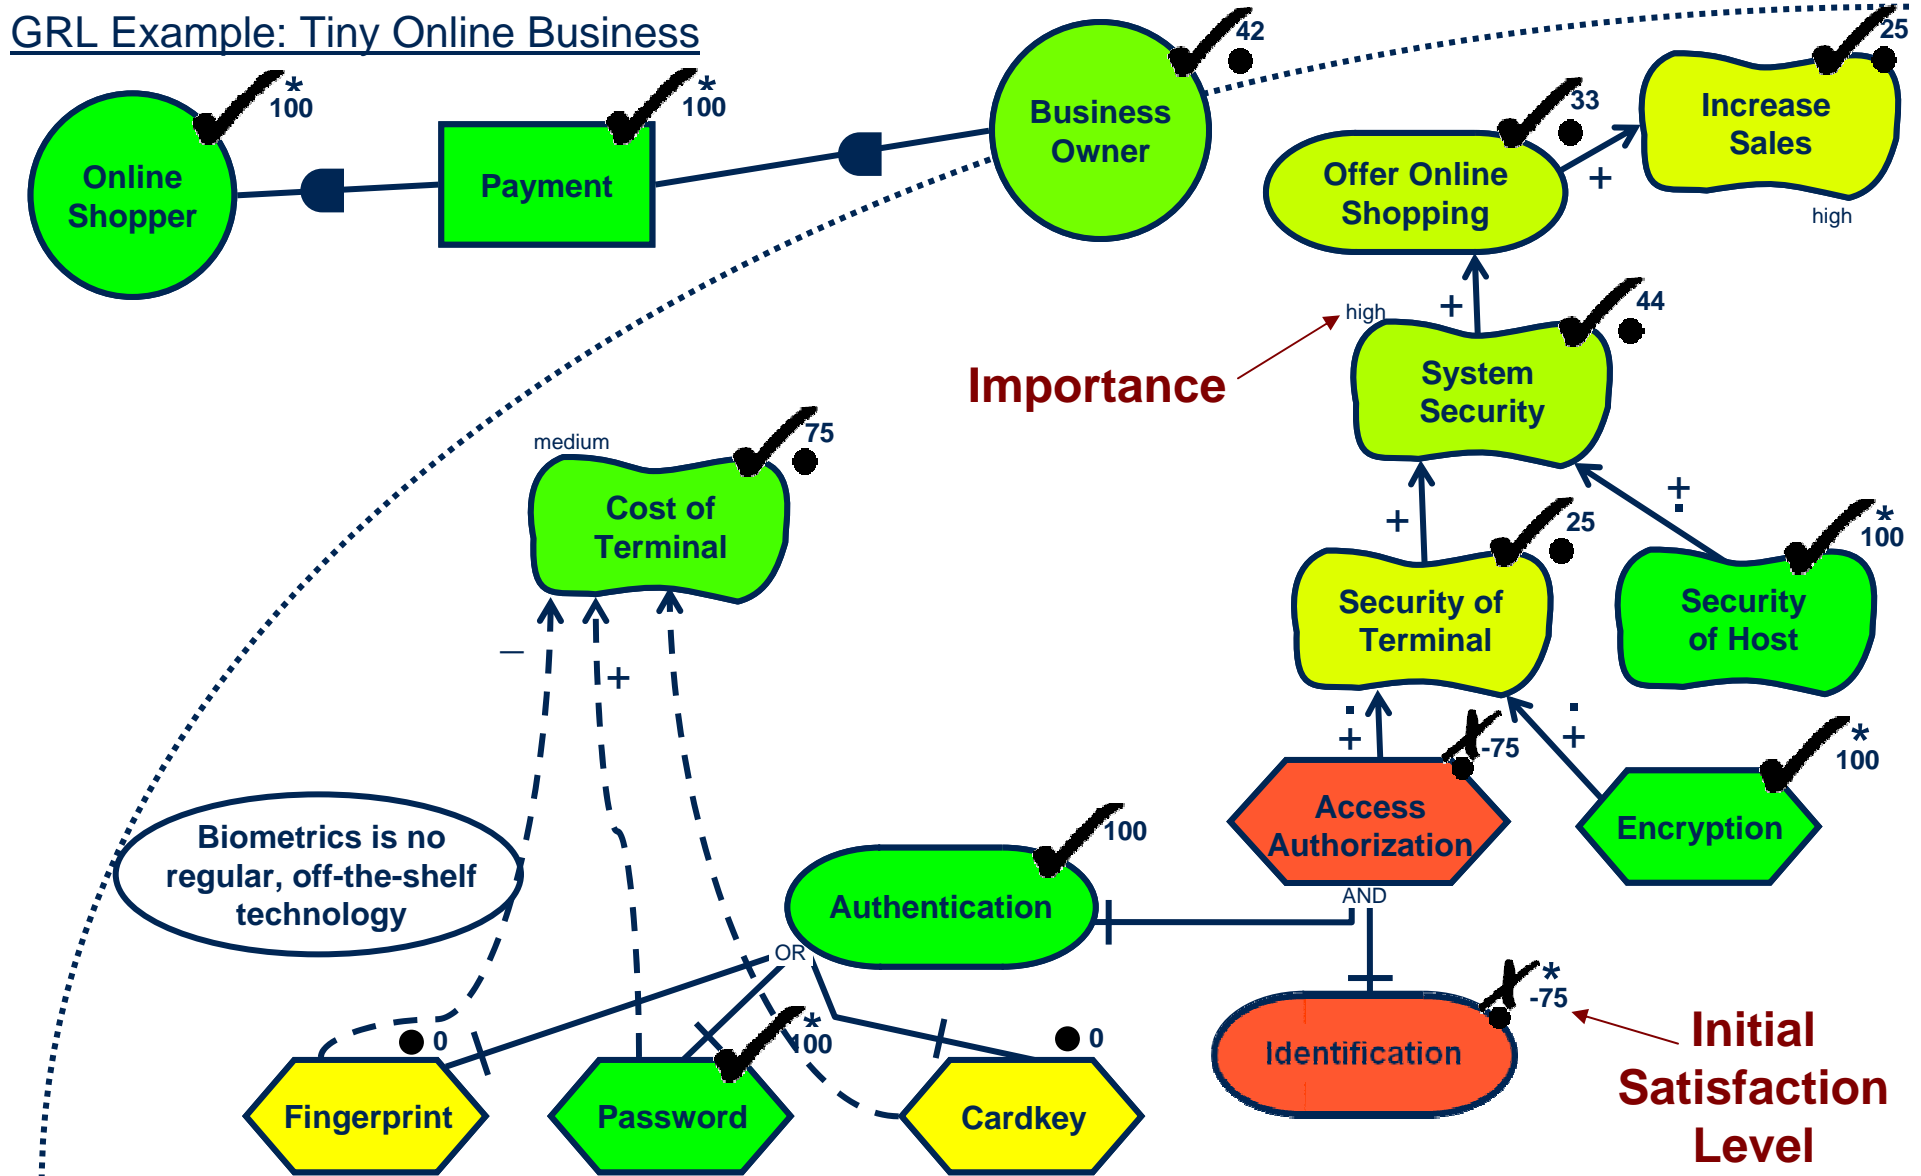 GRL Example: Tiny Online Business
*
100
Online
Shopper
*
100
Payment
42
Business
Owner
25
Increase
Sales
high
33
Offer Online
Shopping
+
+
high
44
System
Security
Importance
medium
75
Cost of
Terminal
–
+
+
+
25
Security of
Terminal
*
100
Security
of Host
+
+
-75
Access
Authorization
*
100
Encryption
AND
Biometrics is no
regular, off-the-shelf
technology
100
Authentication
OR
*
-75
Identification
Initial
Satisfaction
Level
0
Fingerprint
*
100
Password
0
Cardkey